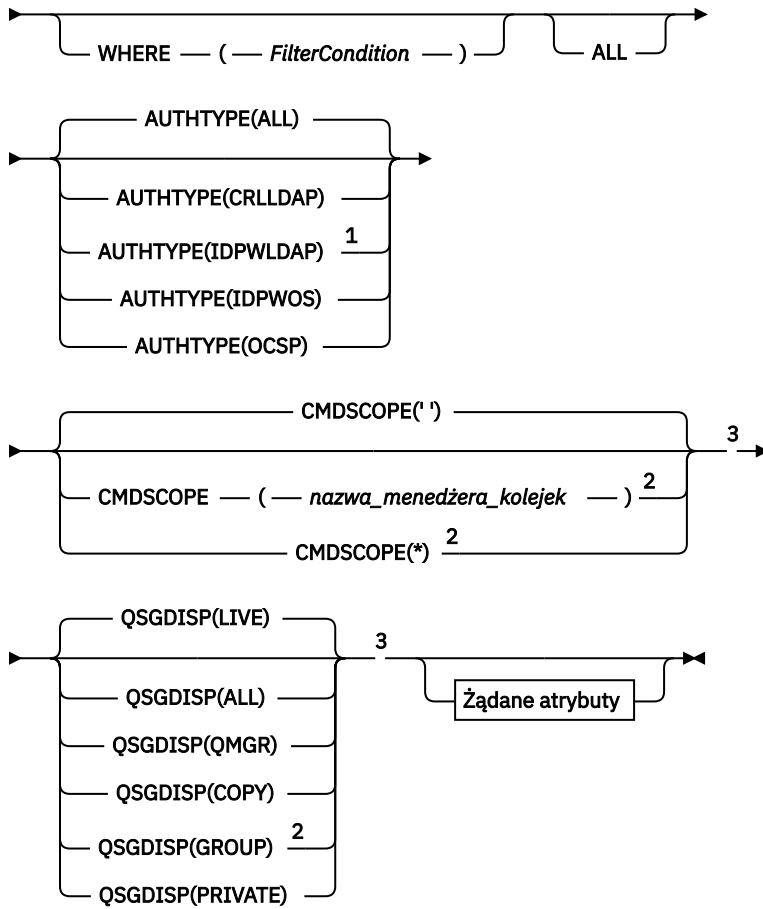 WHERE ( FilterCondition ) ALL
AUTHTYPE(ALL)
AUTHTYPE(CRLLDAP)
AUTHTYPE(IDPWLDAP) 1
AUTHTYPE(IDPWOS)
AUTHTYPE(OCSP)
CMDSCOPE(' ')
3
CMDSCOPE ( nazwa_menedżera_kolejek ) 2
CMDSCOPE(*) 2
QSGDISP(LIVE)
3
QSGDISP(ALL) Żądane atrybuty
QSGDISP(QMGR)
QSGDISP(COPY)
QSGDISP(GROUP) 2
QSGDISP(PRIVATE)